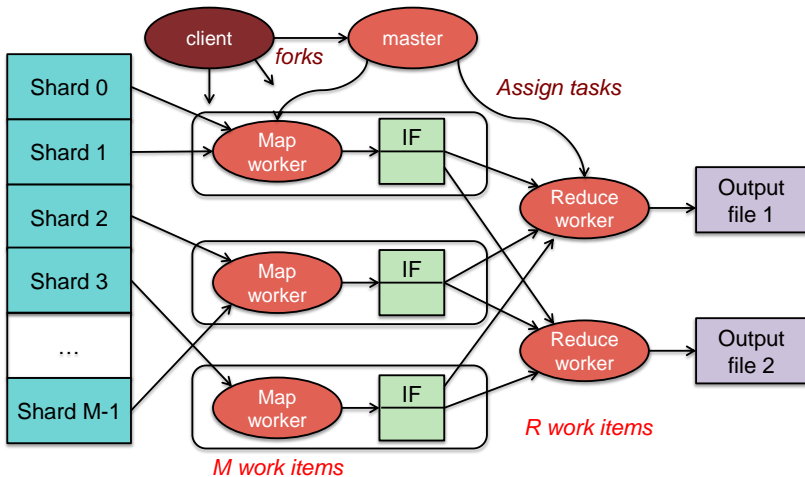 client
forks
master
Assign tasks
Shard 0
Shard 1
Shard 2
Shard 3
...
Shard M-1
Map
worker
IF
Map
worker
IF
Map
worker
IF
M work items
Reduce
worker
Reduce
worker
R work items
Output
file 1
Output
file 2